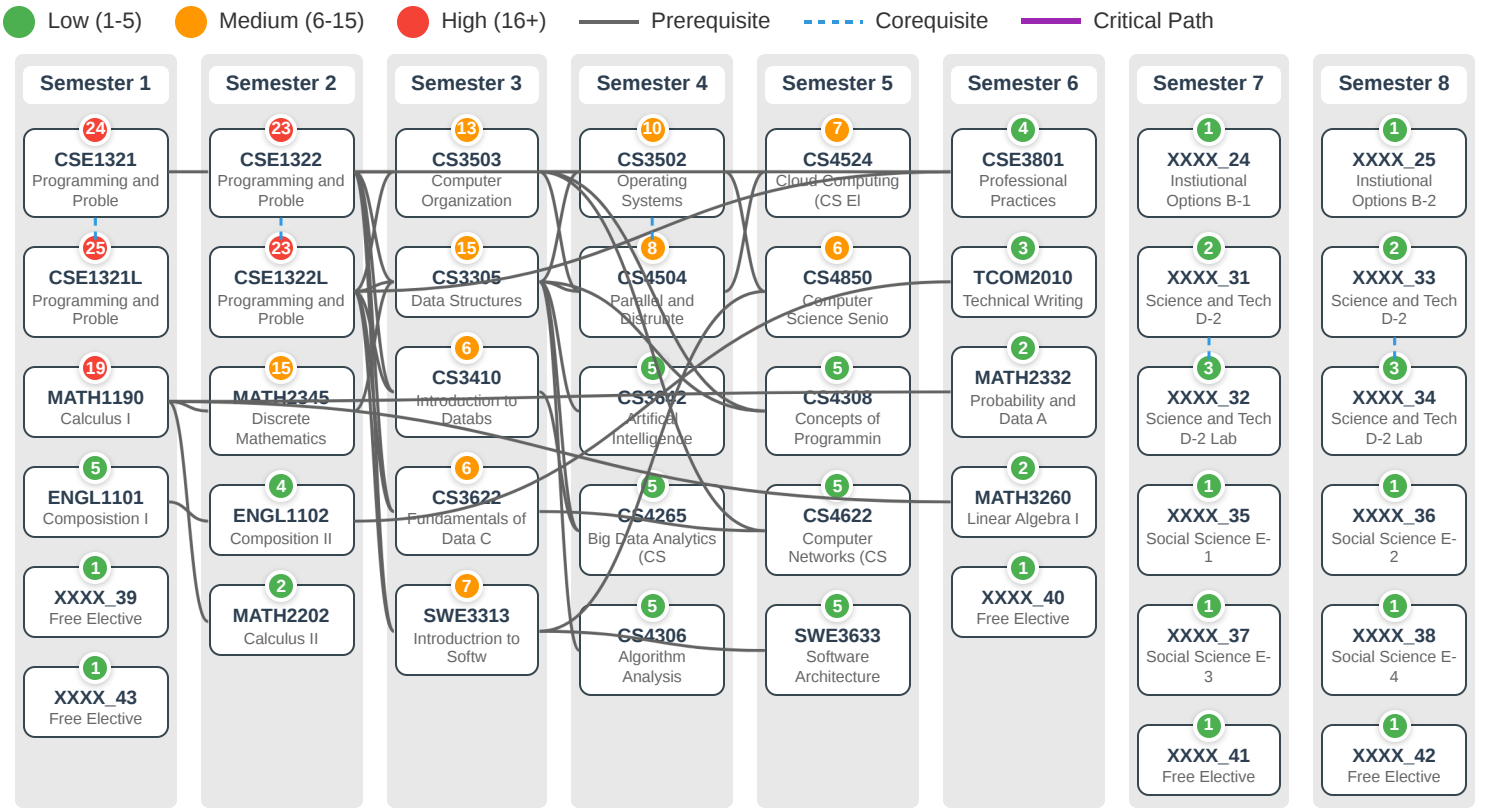 Low (1-5) Medium (6-15) High (16+) Prerequisite Corequisite Critical Path
Semester 1
24
CSE1321
Programming and
Proble
25
CSE1321L
Programming and
Proble
19
MATH1190
Calculus I
5
ENGL1101
Composistion I
1
XXXX_39
Free Elective
1
XXXX_43
Free Elective
Semester 2
23
CSE1322
Programming and
Proble
23
CSE1322L
Programming and
Proble
15
MATH2345
Discrete
Mathematics
4
ENGL1102
Composition II
2
MATH2202
Calculus II
Semester 3
13
CS3503
Computer
Organization
15
CS3305
Data Structures
6
CS3410
Introduction to
Databs
6
CS3622
Fundamentals of
Data C
7
SWE3313
Introductrion to
Softw
Semester 4
10
CS3502
Operating
Systems
8
CS4504
Parallel and
Distrubte
5
CS3642
Artifical
Intelligence
5
CS4265
Big Data Analytics
(CS
5
CS4306
Algorithm
Analysis
Semester 5
7
CS4524
Cloud Computing
(CS El
6
CS4850
Computer
Science Senio
5
CS4308
Concepts of
Programmin
5
CS4622
Computer
Networks (CS
5
SWE3633
Software
Architecture
Semester 6
4
CSE3801
Professional
Practices
3
TCOM2010
Technical Writing
2
MATH2332
Probability and
Data A
2
MATH3260
Linear Algebra I
1
XXXX_40
Free Elective
Semester 7
1
XXXX_24
Instiutional
Options B-1
2
XXXX_31
Science and Tech
D-2
3
XXXX_32
Science and Tech
D-2 Lab
1
XXXX_35
Social Science E-
1
1
XXXX_37
Social Science E-
3
1
XXXX_41
Free Elective
Semester 8
1
XXXX_25
Instiutional
Options B-2
2
XXXX_33
Science and Tech
D-2
3
XXXX_34
Science and Tech
D-2 Lab
1
XXXX_36
Social Science E-
2
1
XXXX_38
Social Science E-
4
1
XXXX_42
Free Elective